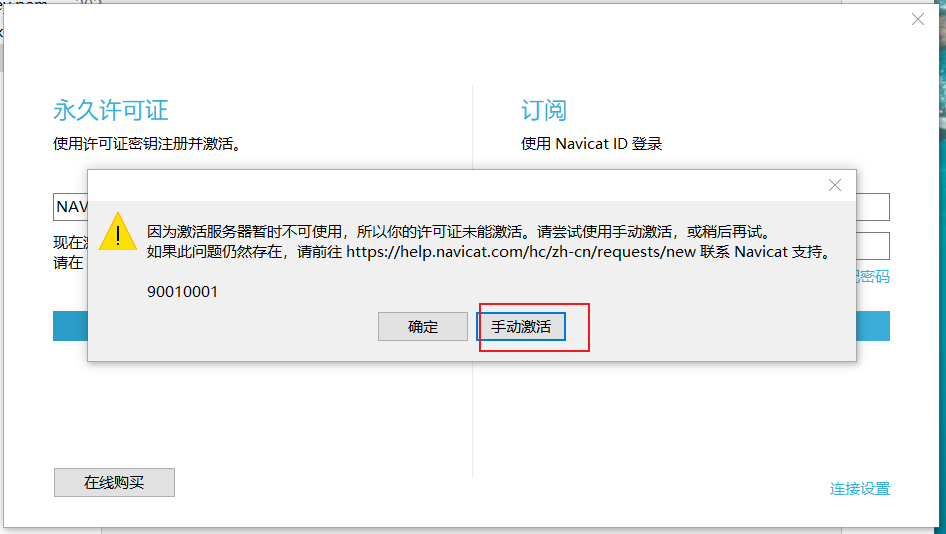 永久许可证
使用许可证密钥注册并激活。
订阅
使用 Navicat ID 登录
NAV
现在
请在
因为激活服务器暂时不可使用，所以你的许可证未能激活。请尝试使用手动激活，或稍后再试。
如果此问题仍然存在，请前往 https://help.navicat.com/hc/zh-cn/requests/new 联系 Navicat 支持。
90010001
确定
手动激活
密码
在线购买
连接设置